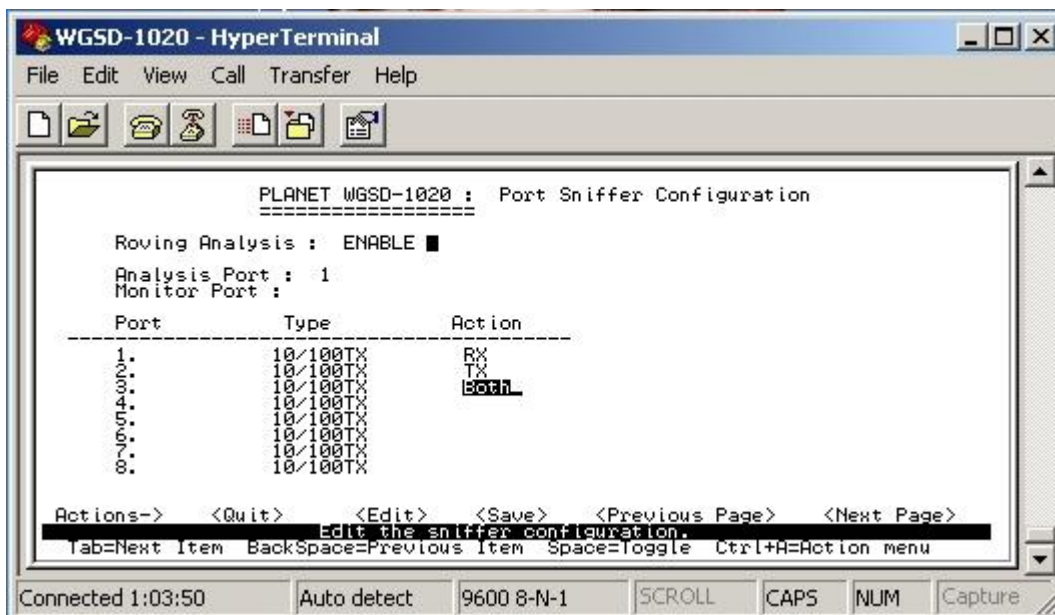 WGSD-1020 - HyperTerminal
File Edit View Call Transfer Help
PLANET WGSD-1020 : Port Sniffer Configuration
===================
Roving Analysis : ENABLE
Analysis Port : 1
Monitor Port :
Port Type Action
1. 10/100TX RX
2. 10/100TX TX
3. 10/100TX Both_
4. 10/100TX
5. 10/100TX
6. 10/100TX
7. 10/100TX
8. 10/100TX
Actions-> <Quit> <Edit> <Save> <Previous Page> <Next Page>
Edit the sniffer configuration.
Tab=Next Item BackSpace=Previous Item Space=Toggle Ctrl+A=Action menu
Connected 1:03:50 Auto detect 9600 8-N-1 SCROLL CAPS NUM Capture